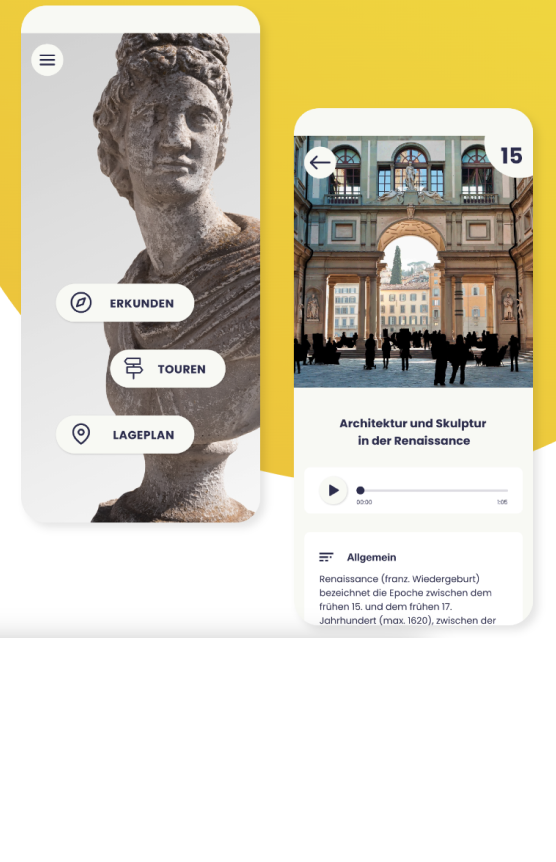 ERKUNDEN
TOUREN
LAGEPLAN
15
Architektur und Skulptur
in der Renaissance
00:00
1:05
Allgemein
Renaissance (franz. Wiedergeburt)
bezeichnet die Epoche zwischen dem
frühen 15. und dem frühen 17.
Jahrhundert (max. 1620), zwischen der